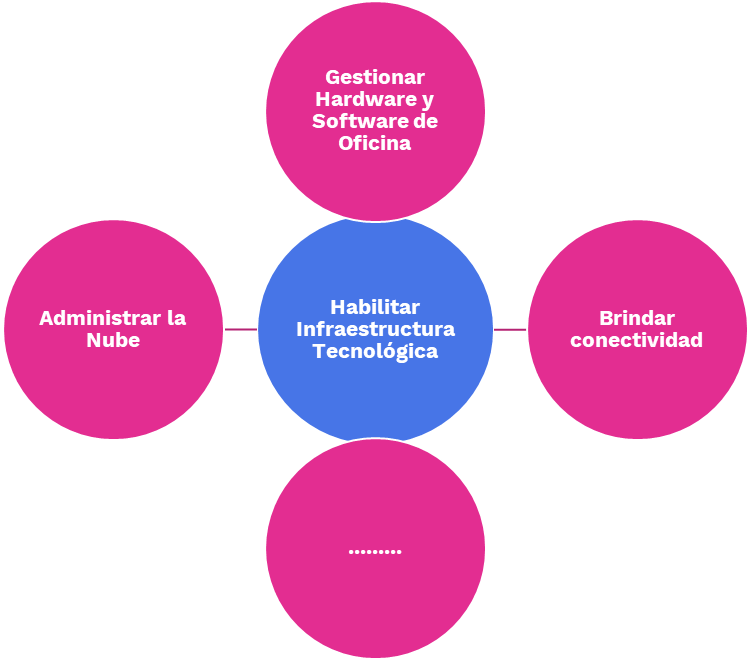 Gestionar
Hardware y
Software de
Oficina
Administrar la
Nube
Habilitar
Infraestructura
Tecnológica
Brindar
conectividad
.........